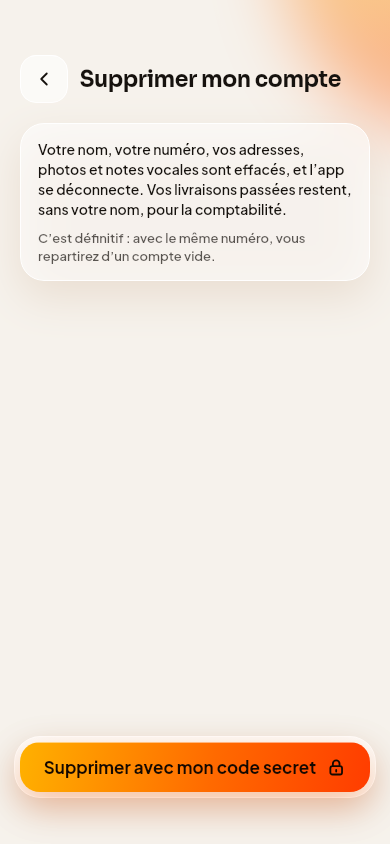 Supprimer mon compte
Votre nom, votre numéro, vos adresses,
photos et notes vocales sont effacés, et l’app
se déconnecte. Vos livraisons passées restent,
sans votre nom, pour la comptabilité.
C’est définitif : avec le même numéro, vous
repartirez d’un compte vide.
Supprimer avec mon code secret